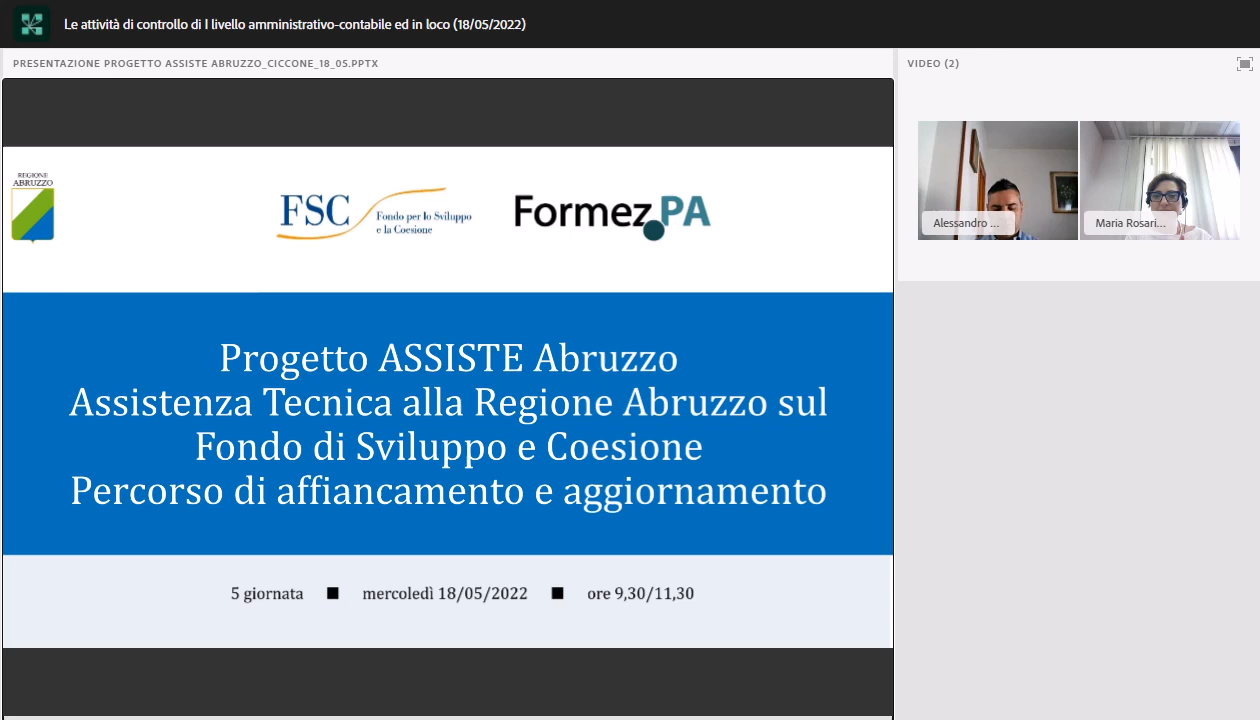 Le attività di controllo di I livello amministrativo-contabile ed in loco (18/05/2022)
PRESENTAZIONE PROGETTO ASSISTE ABRUZZO_CICCONE_18_05.PPTX
VIDEO (2)
REGIONE
ABRUZZO
FSC
Fondo per lo Sviluppo
e la Coesione
Formez PA
Alessandro ...
Maria Rosari...
Progetto ASSISTE Abruzzo
Assistenza Tecnica alla Regione Abruzzo sul
Fondo di Sviluppo e Coesione
Percorso di affiancamento e aggiornamento
5 giornata ■ mercoledì 18/05/2022 ■ ore 9,30/11,30